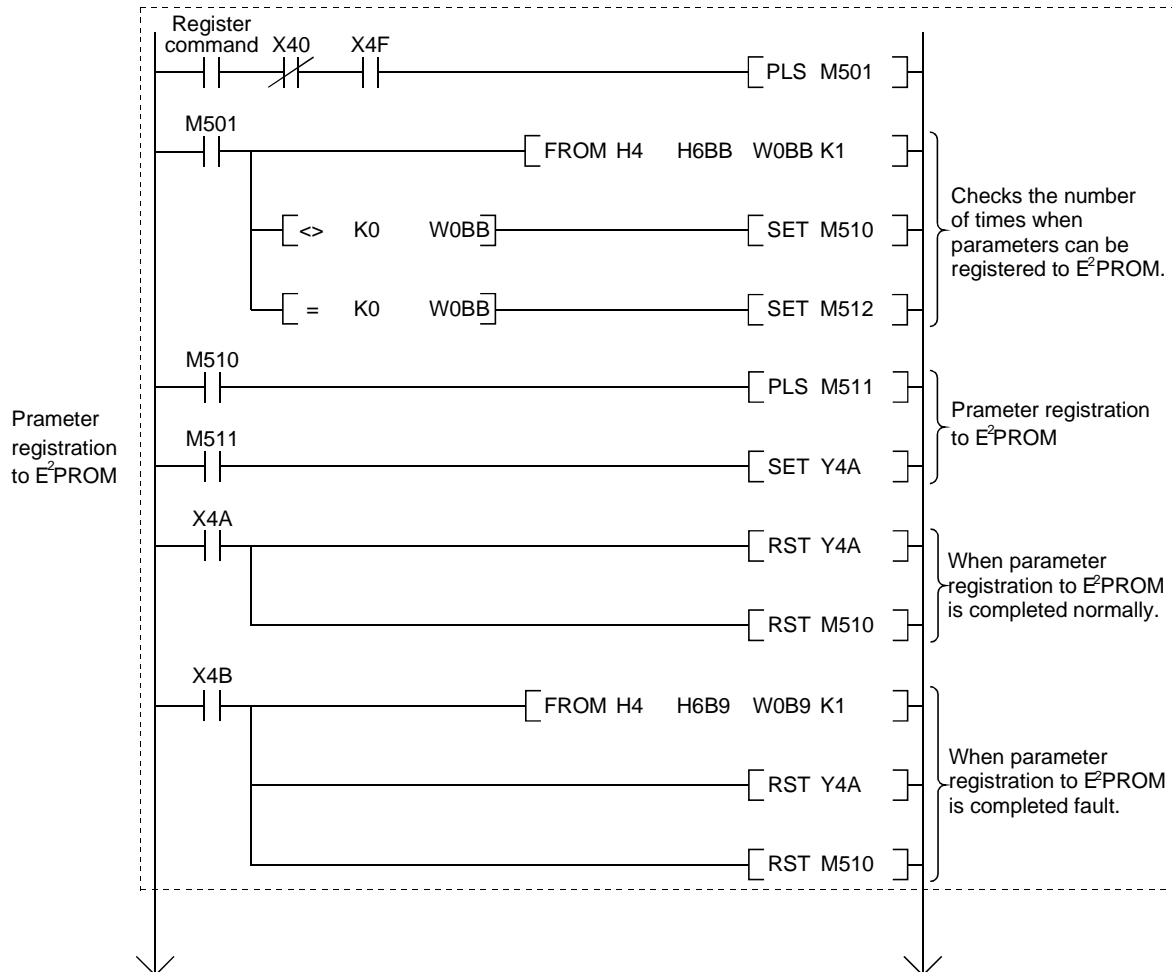 Register
command X40 X4F
PLS M501
M501
FROM H4 H6BB W0BB K1
<> K0 W0BB
SET M510
= K0 W0BB
SET M512
Checks the number
of times when
parameters can be
registered to E²PROM.
M510
PLS M511
M511
SET Y4A
Prameter registration
to E²PROM
Prameter
registration
to E²PROM
X4A
RST Y4A
RST M510
When parameter
registration to E²PROM
is completed normally.
X4B
FROM H4 H6B9 W0B9 K1
RST Y4A
RST M510
When parameter
registration to E²PROM
is completed fault.